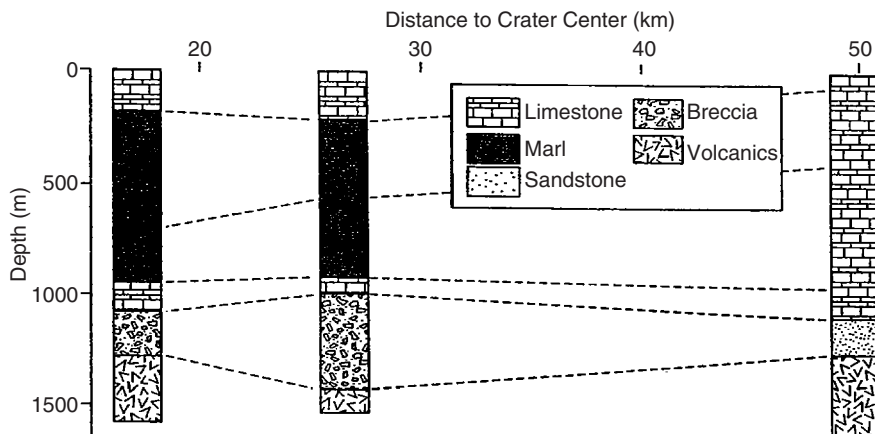 Distance to Crater Center (km)
20 30 40 50
0
500
1000
1500
Depth (m)
Limestone Breccia
Marl Volcanics
Sandstone